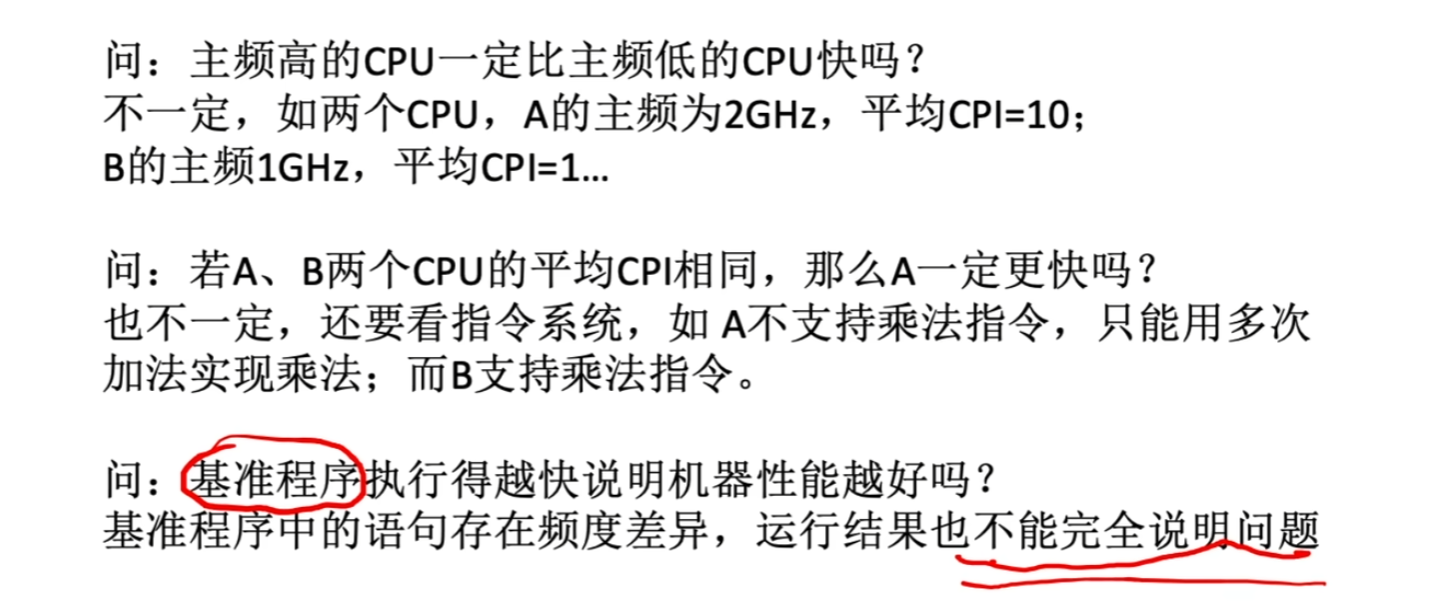 问：主频高的CPU一定比主频低的CPU快吗？
不一定，如两个CPU，A的主频为2GHz，平均CPI=10；
B的主频1GHz，平均CPI=1...
问：若A、B两个CPU的平均CPI相同，那么A一定更快吗？
也不一定，还要看指令系统，如 A不支持乘法指令，只能用多次
加法实现乘法；而B支持乘法指令。
问：基准程序执行得越快说明机器性能越好吗？
基准程序中的语句存在频度差异，运行结果也不能完全说明问题